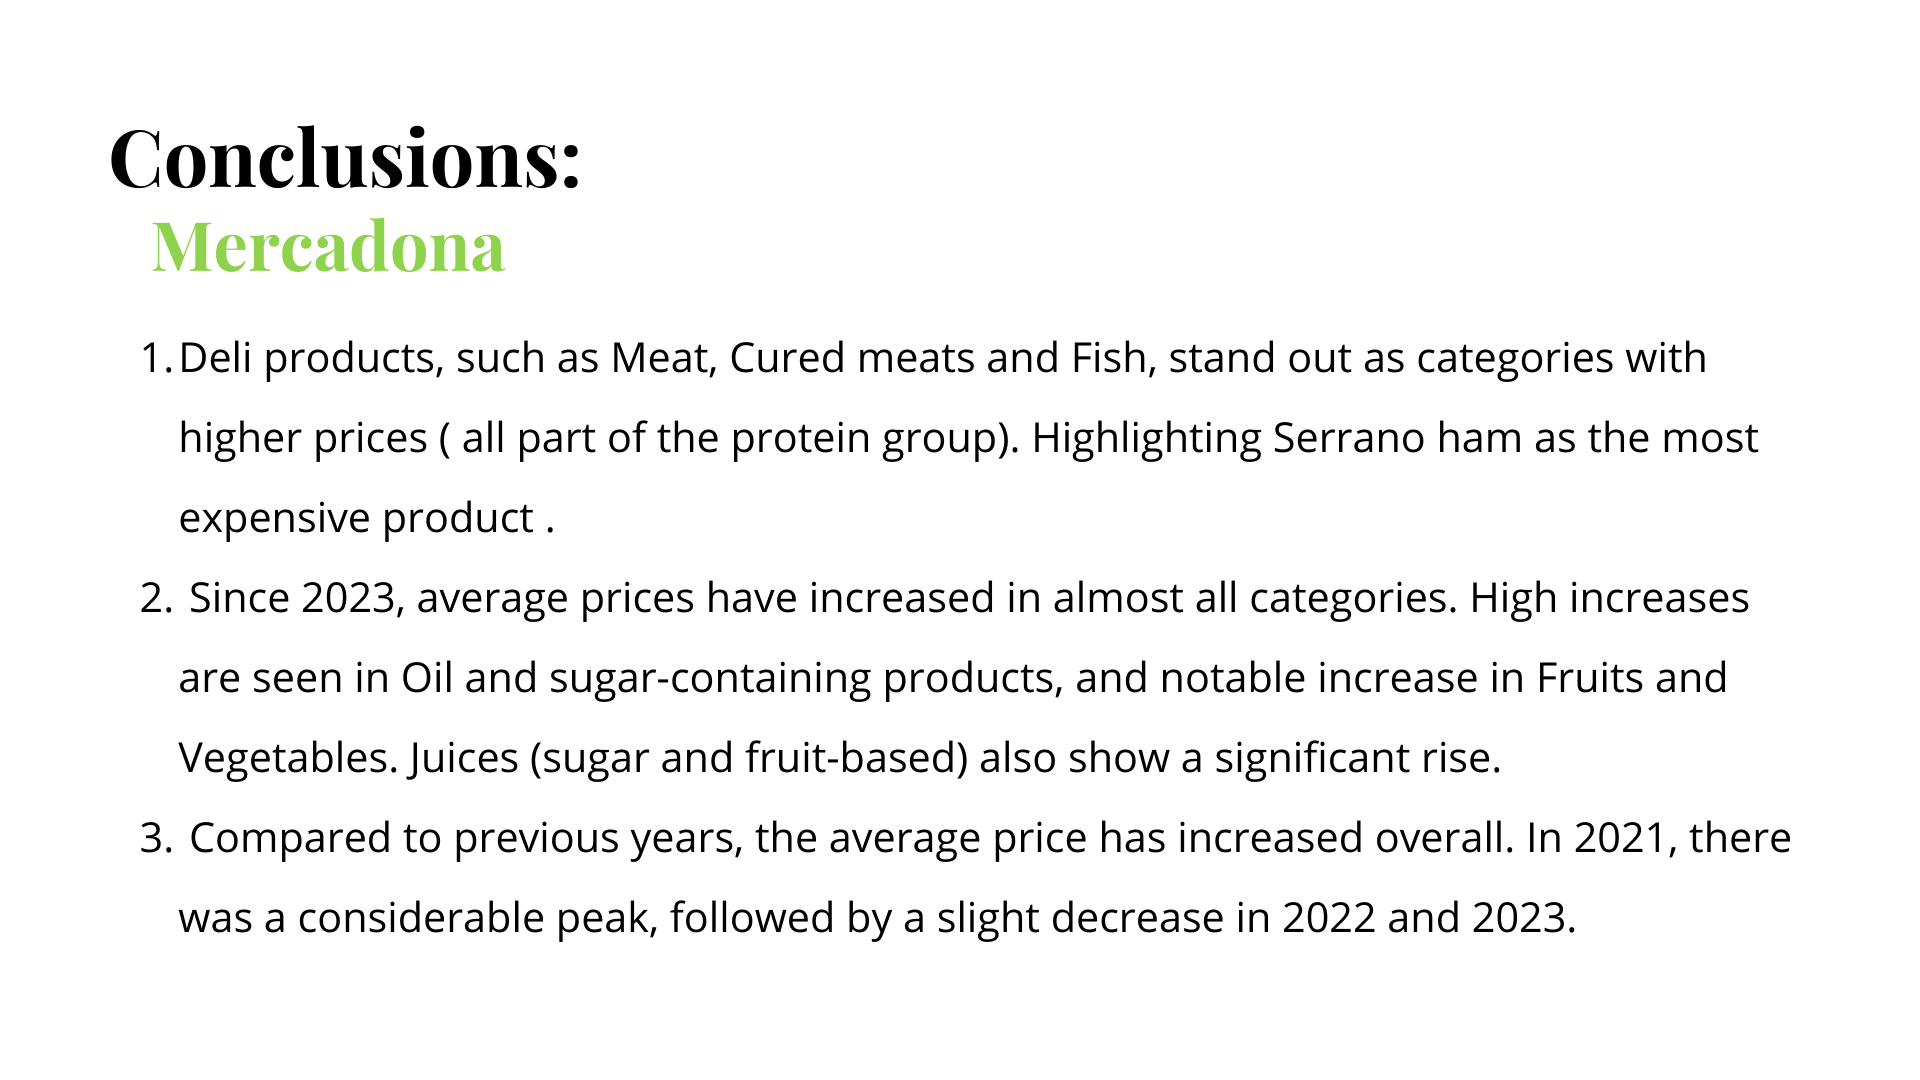 Conclusions:
Mercadona
1. Deli products, such as Meat, Cured meats and Fish, stand out as categories with
higher prices ( all part of the protein group). Highlighting Serrano ham as the most
expensive product .
2. Since 2023, average prices have increased in almost all categories. High increases
are seen in Oil and sugar-containing products, and notable increase in Fruits and
Vegetables. Juices (sugar and fruit-based) also show a significant rise.
3. Compared to previous years, the average price has increased overall. In 2021, there
was a considerable peak, followed by a slight decrease in 2022 and 2023.